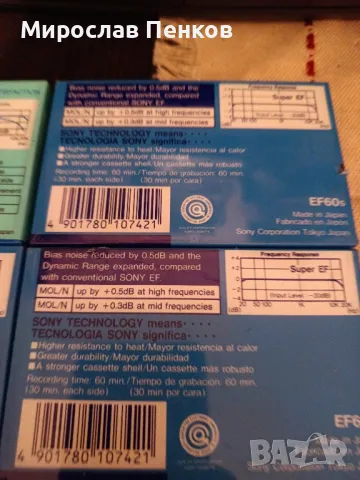 Мирослав Пенков
Bias noise reduced by 0.5dB and the
Dynamic Range expanded, compared
with conventional SONY EF.
MOL/N up by +0.5dB at high frequencies
MOL/N up by +0.3dB at mid frequencies
SONY TECHNOLOGY means····
TECNOLOGIA SONY significa····
Higher resistance to heat/Mayor resistencia al calor
Greater durability/Mayor durabilidad
A stronger cassette shell/Un cassette más robusto
Recording time: 60 min./Tiempo de grabación: 60 min.
(30 min. each side) (30 min por cara)
4 901780 107421
Frequency Response
Super EF
EF60s
Made in Japan
Fabricado en Japon
Sony Corporation Tokyo Japan
Bias noise reduced by 0.5dB and the
Dynamic Range expanded, compared
with conventional SONY EF.
MOL/N up by +0.5dB at high frequencies
MOL/N up by +0.3dB at mid frequencies
SONY TECHNOLOGY means····
TECNOLOGIA SONY significa····
Higher resistance to heat/Mayor resistencia al calor
Greater durability/Mayor durabilidad
A stronger cassette shell/Un cassette más robusto
Recording time: 60 min./Tiempo de grabación: 60 min.
(30 min. each side) (30 min por cara)
4 901780 107421
Frequency Response
Super EF
Input Level: -20dB
EF6
BAZAR